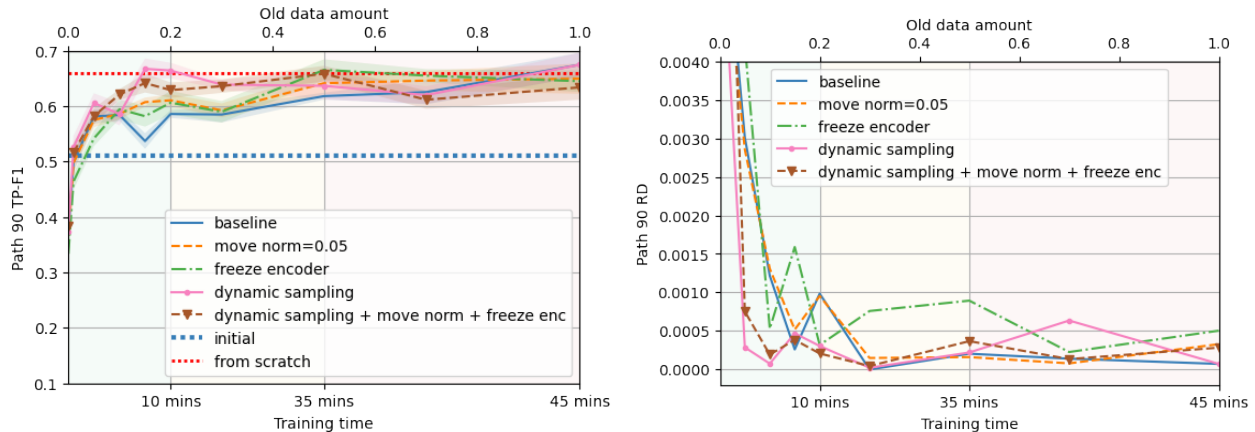 Old data amount
0.0 0.2 0.4 0.6 0.8 1.0
0.7
0.6
0.5
0.4
0.3
0.2
0.1
Path 90 TP-F1
baseline
move norm=0.05
freeze encoder
dynamic sampling
dynamic sampling + move norm + freeze enc
initial
from scratch
10 mins 35 mins 45 mins
Training time
Old data amount
0.0 0.2 0.4 0.6 0.8 1.0
0.0040
0.0035
0.0030
0.0025
0.0020
0.0015
0.0010
0.0005
0.0000
Path 90 RD
baseline
move norm=0.05
freeze encoder
dynamic sampling
dynamic sampling + move norm + freeze enc
10 mins 35 mins 45 mins
Training time